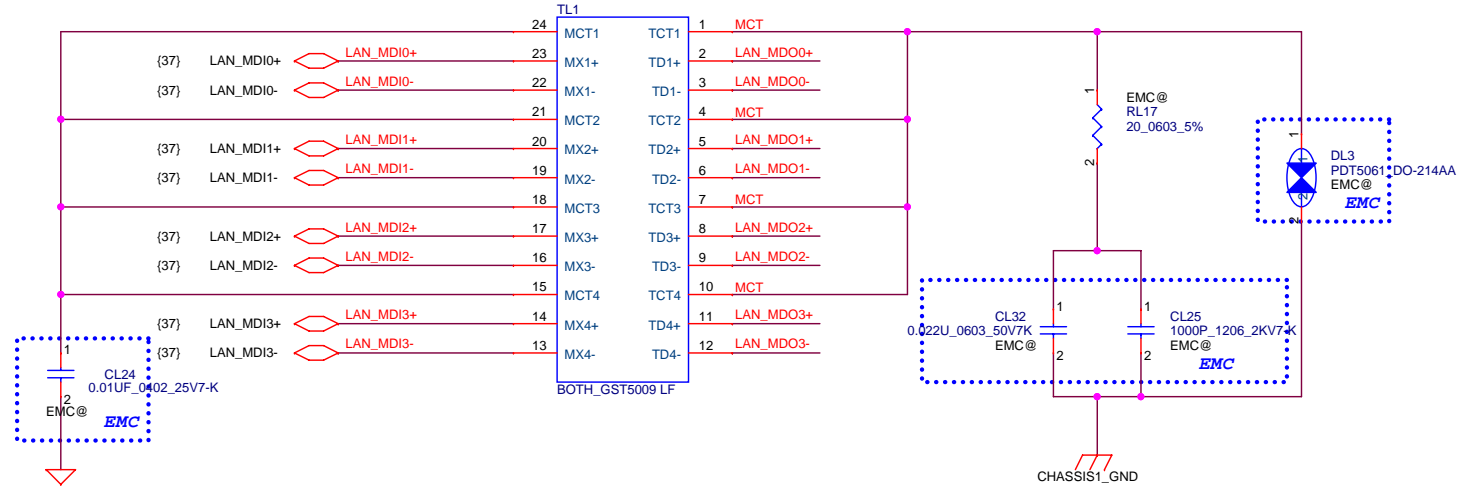 TL1
24 MCT1 TCT1 1 MCT
{37} LAN_MDI0+ LAN_MDI0+ 23 MX1+ TD1+ 2 LAN_MDO0+
{37} LAN_MDI0- LAN_MDI0- 22 MX1- TD1- 3 LAN_MDO0-
21 MCT2 TCT2 4 MCT
{37} LAN_MDI1+ LAN_MDI1+ 20 MX2+ TD2+ 5 LAN_MDO1+
{37} LAN_MDI1- LAN_MDI1- 19 MX2- TD2- 6 LAN_MDO1-
18 MCT3 TCT3 7 MCT
{37} LAN_MDI2+ LAN_MDI2+ 17 MX3+ TD3+ 8 LAN_MDO2+
{37} LAN_MDI2- LAN_MDI2- 16 MX3- TD3- 9 LAN_MDO2-
15 MCT4 TCT4 10 MCT
{37} LAN_MDI3+ LAN_MDI3+ 14 MX4+ TD4+ 11 LAN_MDO3+
{37} LAN_MDI3- LAN_MDI3- 13 MX4- TD4- 12 LAN_MDO3-
BOTH_GST5009 LF
1
CL24
0.01UF_0402_25V7-K
2
EMC@
EMC
1
EMC@
RL17
20_0603_5%
2
1
1
DL3
PDT5061_DO-214AA
EMC@
EMC
2
2
1
CL32
0.022U_0603_50V7K
EMC@
2
1
CL25
1000P_1206_2KV7-K
EMC@
2
EMC
CHASSIS1_GND